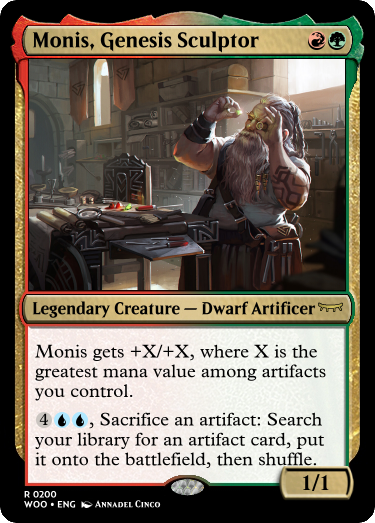 Monis, Genesis Sculptor
Legendary Creature — Dwarf Artificer
Monis gets +X/+X, where X is the
greatest mana value among artifacts
you control.
4, Sacrifice an artifact: Search
your library for an artifact card, put
it onto the battlefield, then shuffle.
1/1
R 0200
WOO • ENG ANNADEL CINCO